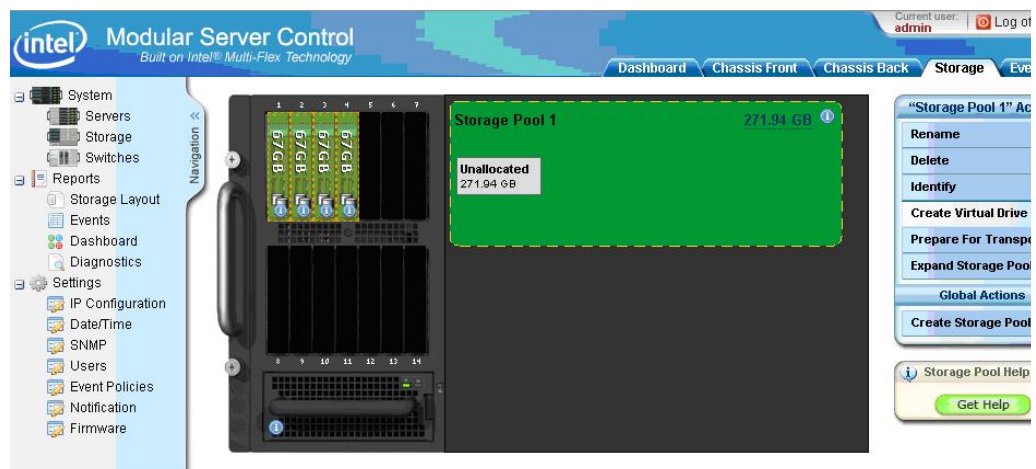 Current user:
admin
Log of
intel
Modular Server Control
Built on Intel® Multi-Flex Technology
Dashboard
Chassis Front
Chassis Back
Storage
Eve
System
Servers
Storage
Switches
Reports
Storage Layout
Events
Dashboard
Diagnostics
Settings
IP Configuration
Date/Time
SNMP
Users
Event Policies
Notification
Firmware
Navigation
1 2 3 4 5 6 7
67GB 67GB 67GB 67GB
8 9 10 11 12 13 14
Storage Pool 1
271.94 GB
Unallocated
271.94 GB
"Storage Pool 1" Ac
Rename
Delete
Identify
Create Virtual Drive
Prepare For Transpo
Expand Storage Pool
Global Actions
Create Storage Pool
Storage Pool Help
Get Help